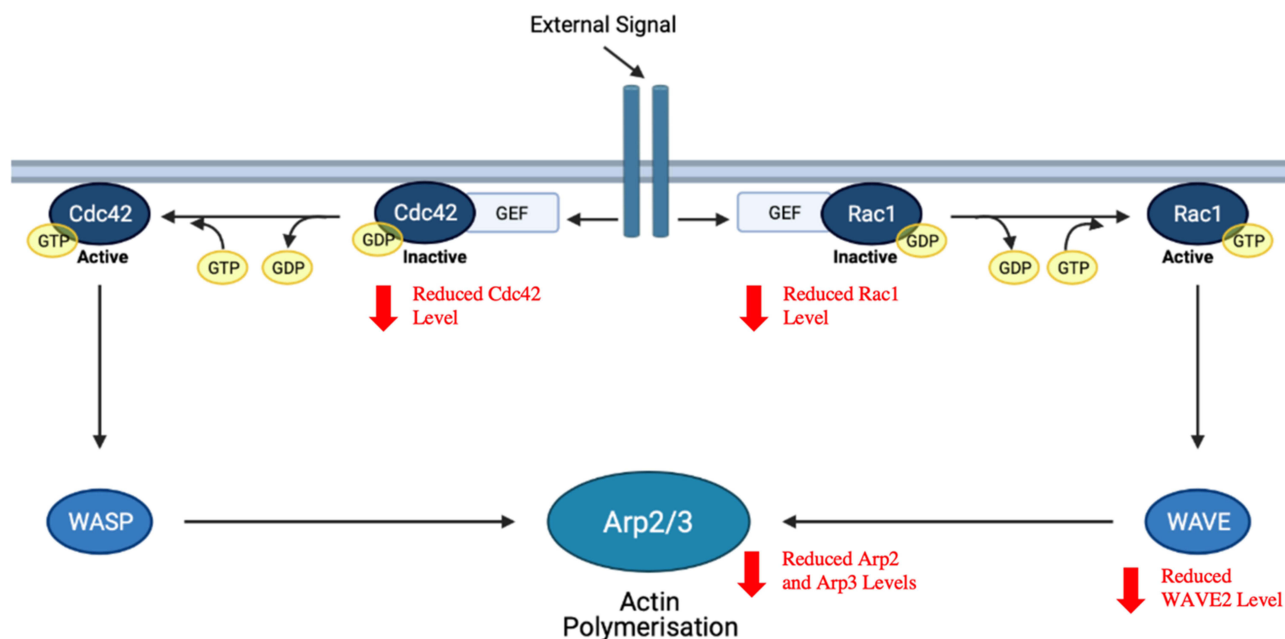 External Signal
Cdc42
GTP
Active
GTP
GDP
Cdc42
GEF
GDP
Inactive
GEF
Rac1
GDP
Inactive
GDP
GTP
Rac1
GTP
Active
Reduced Cdc42
Level
Reduced Rac1
Level
WASP
Arp2/3
WAVE
Reduced Arp2
and Arp3 Levels
Reduced
WAVE2 Level
Actin
Polymerisation